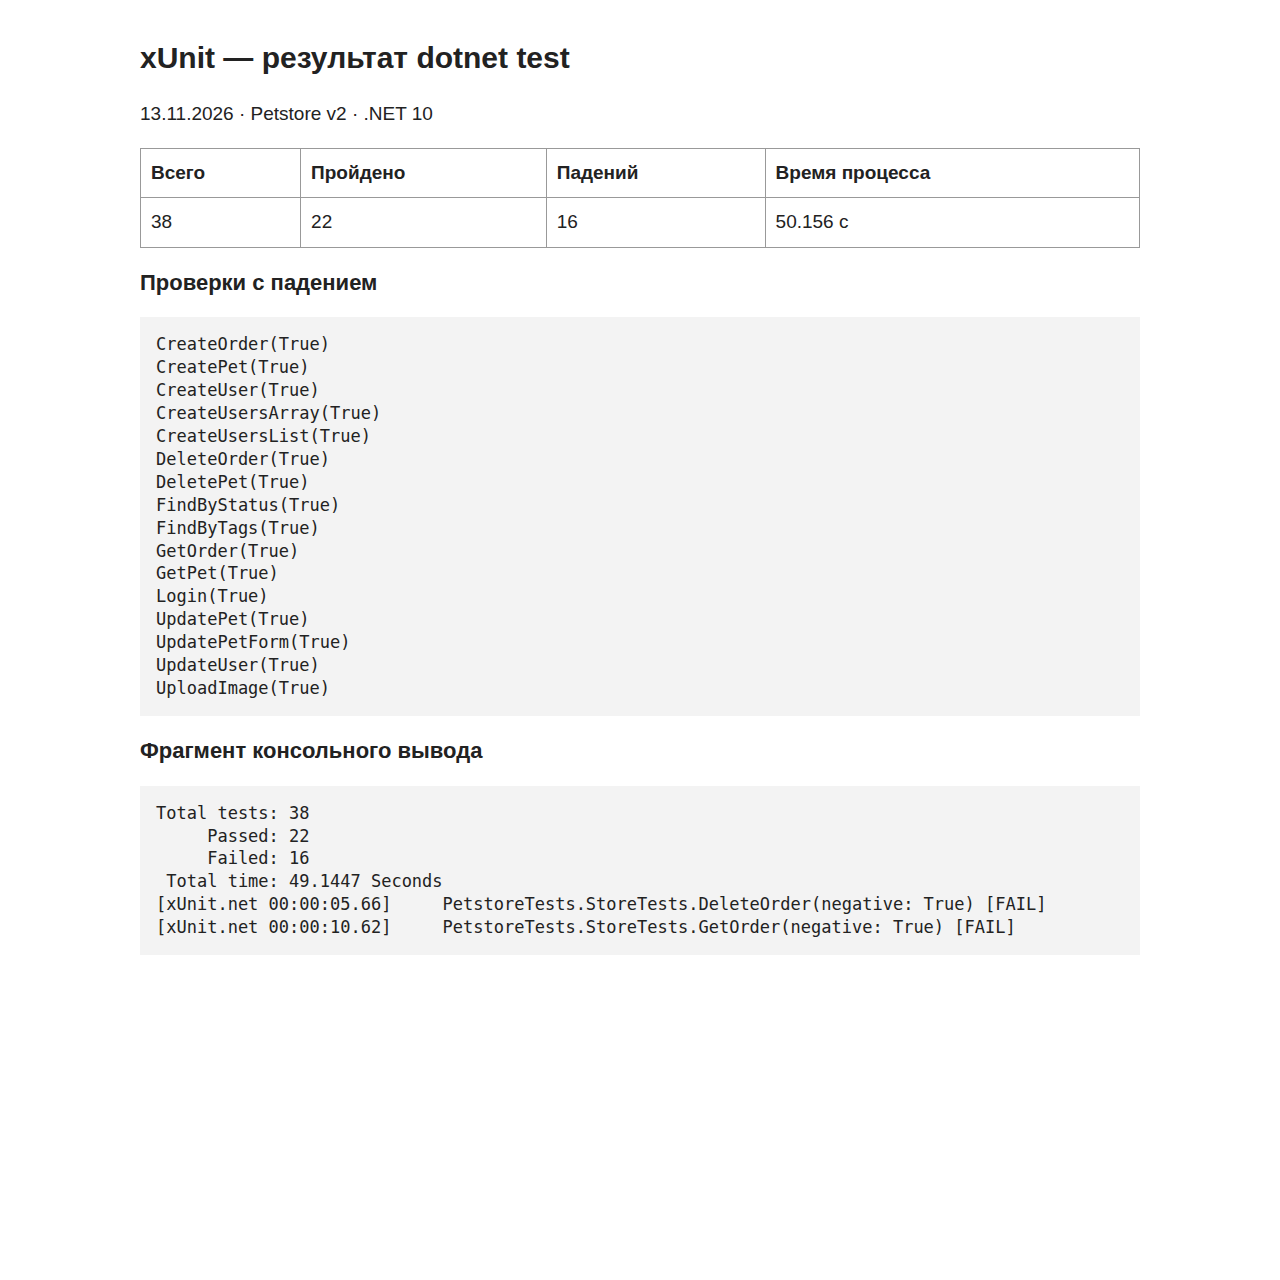 xUnit — результат dotnet test
13.11.2026 · Petstore v2 · .NET 10
Всего Пройдено Падений Время процесса
38 22 16 50.156 с
Проверки с падением
CreateOrder(True)
CreatePet(True)
CreateUser(True)
CreateUsersArray(True)
CreateUsersList(True)
DeleteOrder(True)
DeletePet(True)
FindByStatus(True)
FindByTags(True)
GetOrder(True)
GetPet(True)
Login(True)
UpdatePet(True)
UpdatePetForm(True)
UpdateUser(True)
UploadImage(True)
Фрагмент консольного вывода
Total tests: 38
     Passed: 22
     Failed: 16
 Total time: 49.1447 Seconds
[xUnit.net 00:00:05.66]     PetstoreTests.StoreTests.DeleteOrder(negative: True) [FAIL]
[xUnit.net 00:00:10.62]     PetstoreTests.StoreTests.GetOrder(negative: True) [FAIL]